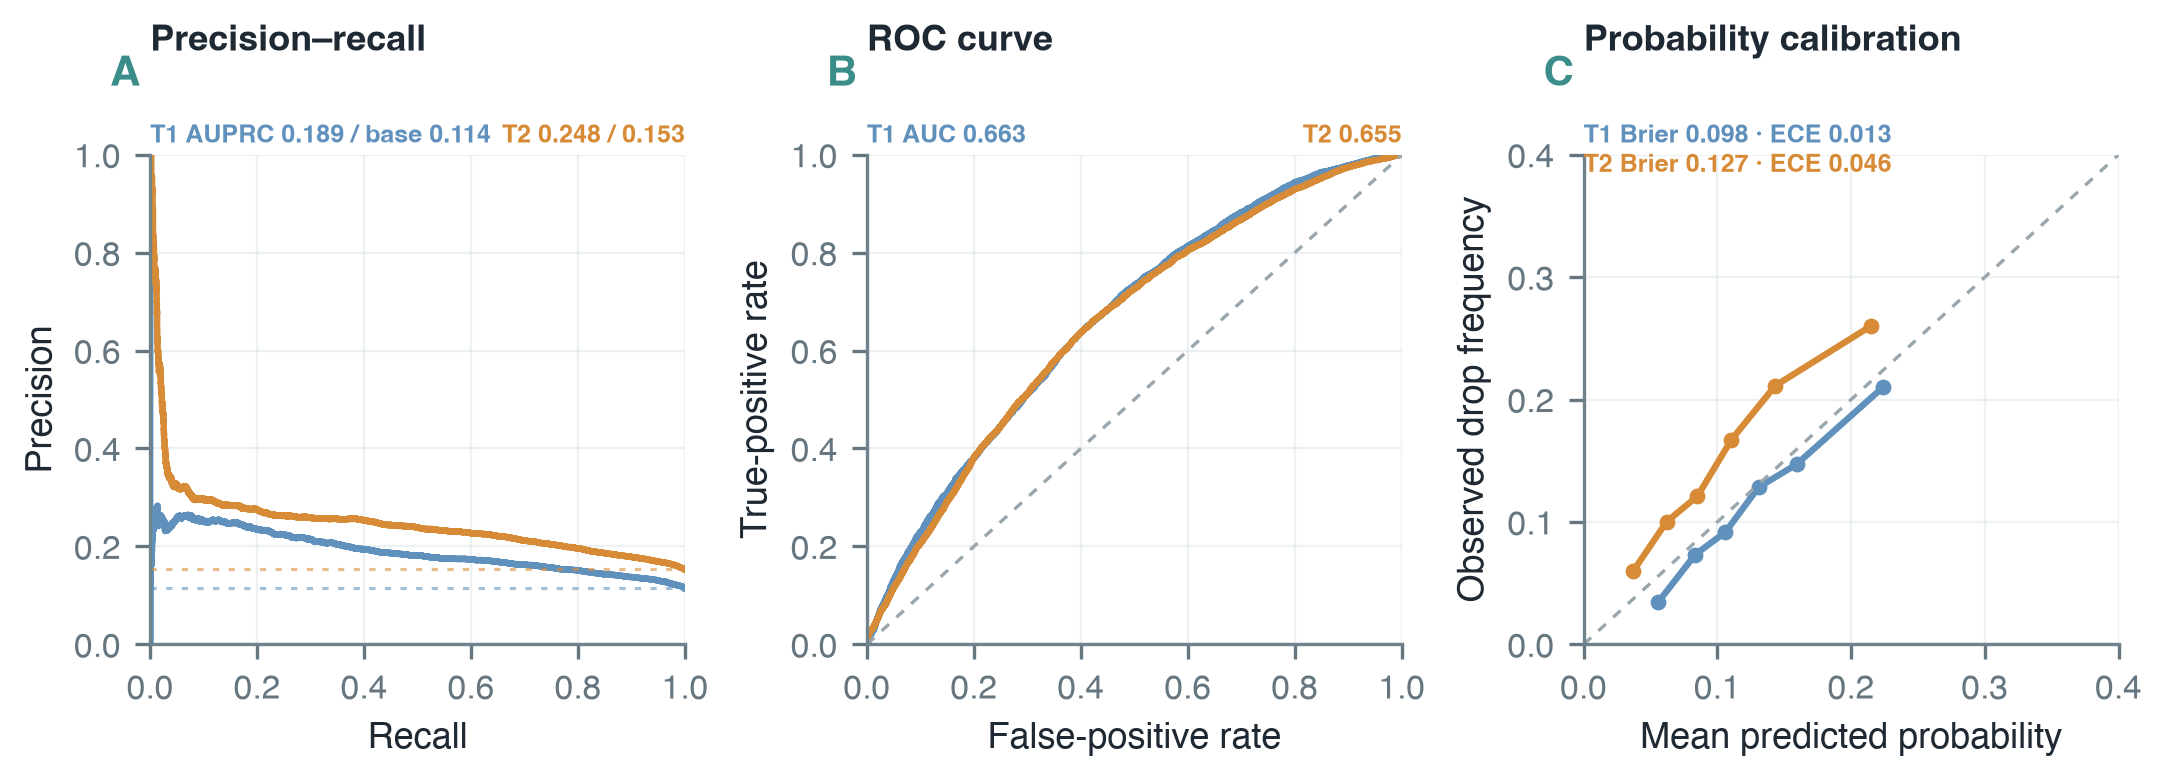 Precision–recall
A
T1 AUPRC 0.189 / base 0.114 T2 0.248 / 0.153
1.0
0.8
0.6
0.4
0.2
0.0
Precision
0.0 0.2 0.4 0.6 0.8 1.0
Recall
ROC curve
B
T1 AUC 0.663 T2 0.655
1.0
0.8
0.6
0.4
0.2
0.0
True-positive rate
0.0 0.2 0.4 0.6 0.8 1.0
False-positive rate
Probability calibration
C
T1 Brier 0.098 · ECE 0.013
T2 Brier 0.127 · ECE 0.046
0.4
0.3
0.2
0.1
0.0
Observed drop frequency
0.0 0.1 0.2 0.3 0.4
Mean predicted probability